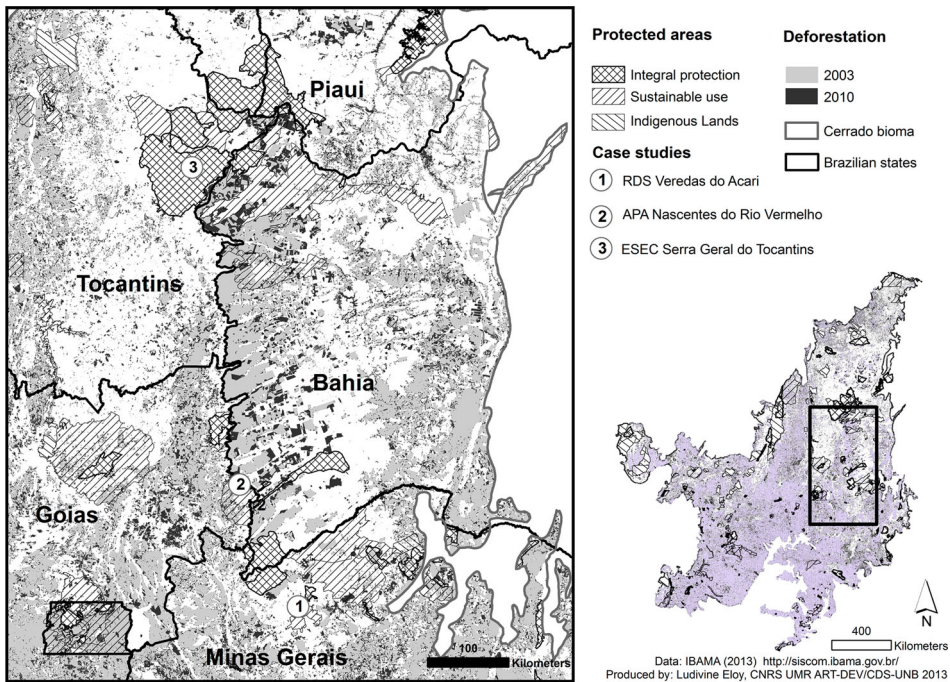 Piaui
3
Tocantins
Bahia
2
2
Goias
1
Minas Gerais
100
Kilometers
Protected areas
Integral protection
Sustainable use
Indigenous Lands
Case studies
1 RDS Veredas do Acari
2 APA Nascentes do Rio Vermelho
3 ESEC Serra Geral do Tocantins
Deforestation
2003
2010
Cerrado bioma
Brazilian states
N
400
Kilometers
Data: IBAMA (2013) http://siscom.ibama.gov.br/
Produced by: Ludivine Eloy, CNRS UMR ART-DEV/CDS-UNB 2013